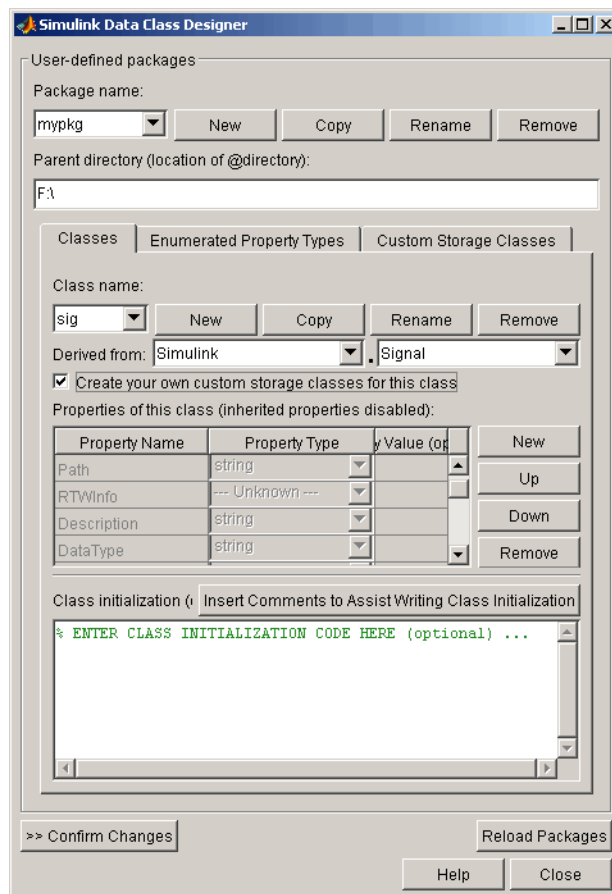 Simulink Data Class Designer
User-defined packages
Package name:
mypkg New Copy Rename Remove
Parent directory (location of @directory):
F:\
Classes Enumerated Property Types Custom Storage Classes
Class name:
sig New Copy Rename Remove
Derived from: Simulink . Signal
Create your own custom storage classes for this class
Properties of this class (inherited properties disabled):
Property Name Property Type y Value (op New
Path string
Up
RTWInfo --- Unknown ---
Description string Down
DataType string Remove
Class initialization ( Insert Comments to Assist Writing Class Initialization
% ENTER CLASS INITIALIZATION CODE HERE (optional) ...
>> Confirm Changes Reload Packages
Help Close